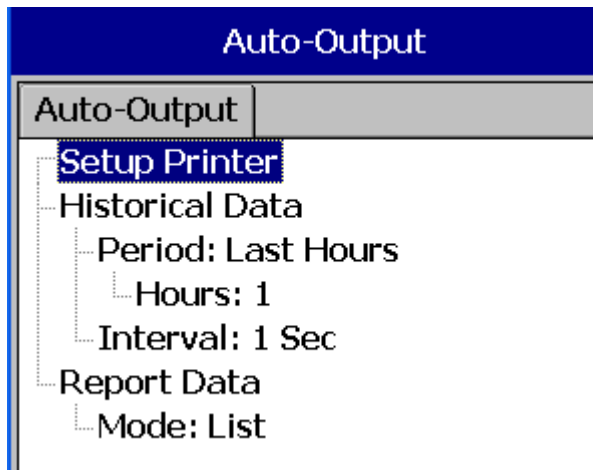 Auto-Output
Auto-Output
Setup Printer
Historical Data
Period: Last Hours
Hours: 1
Interval: 1 Sec
Report Data
Mode: List